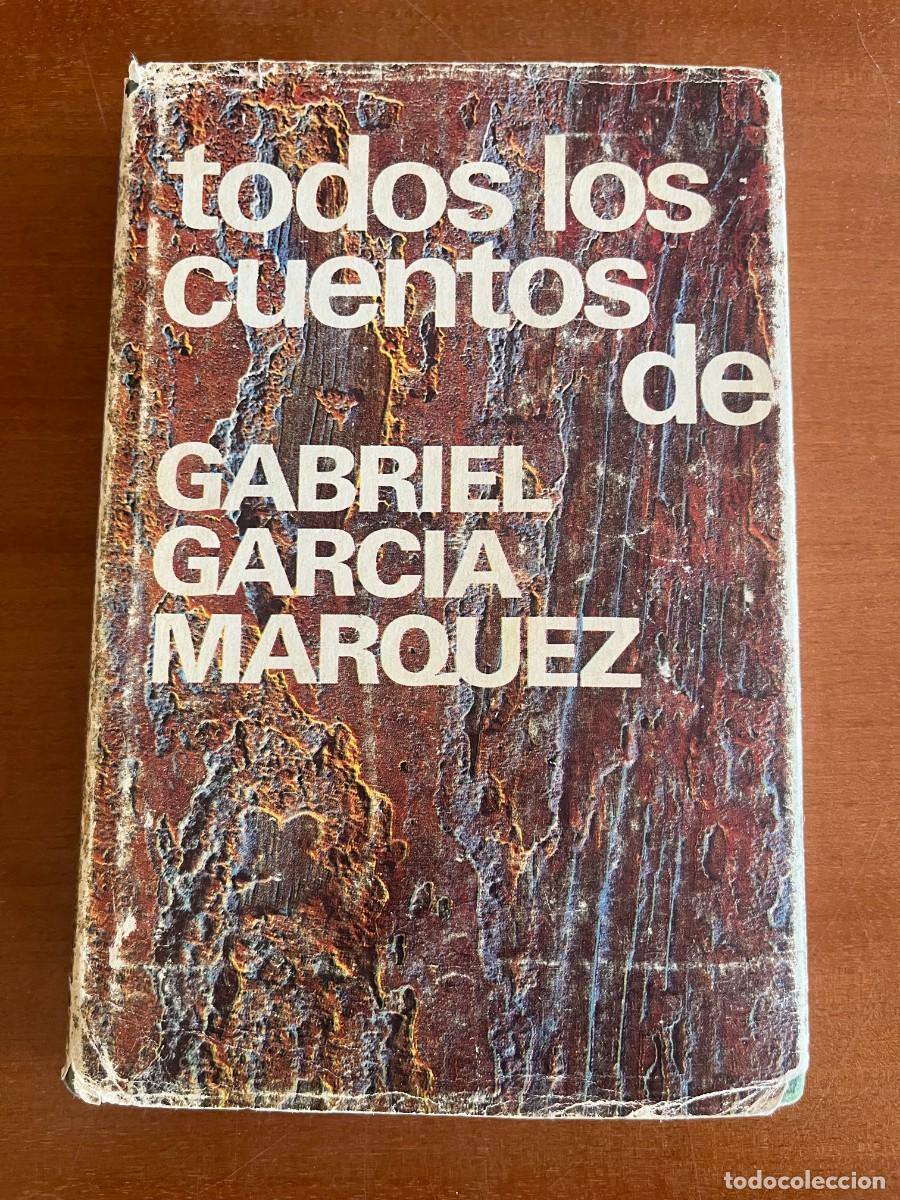 todos los
cuentos
de
GABRIEL
GARCIA
MARQUEZ
todocoleccion